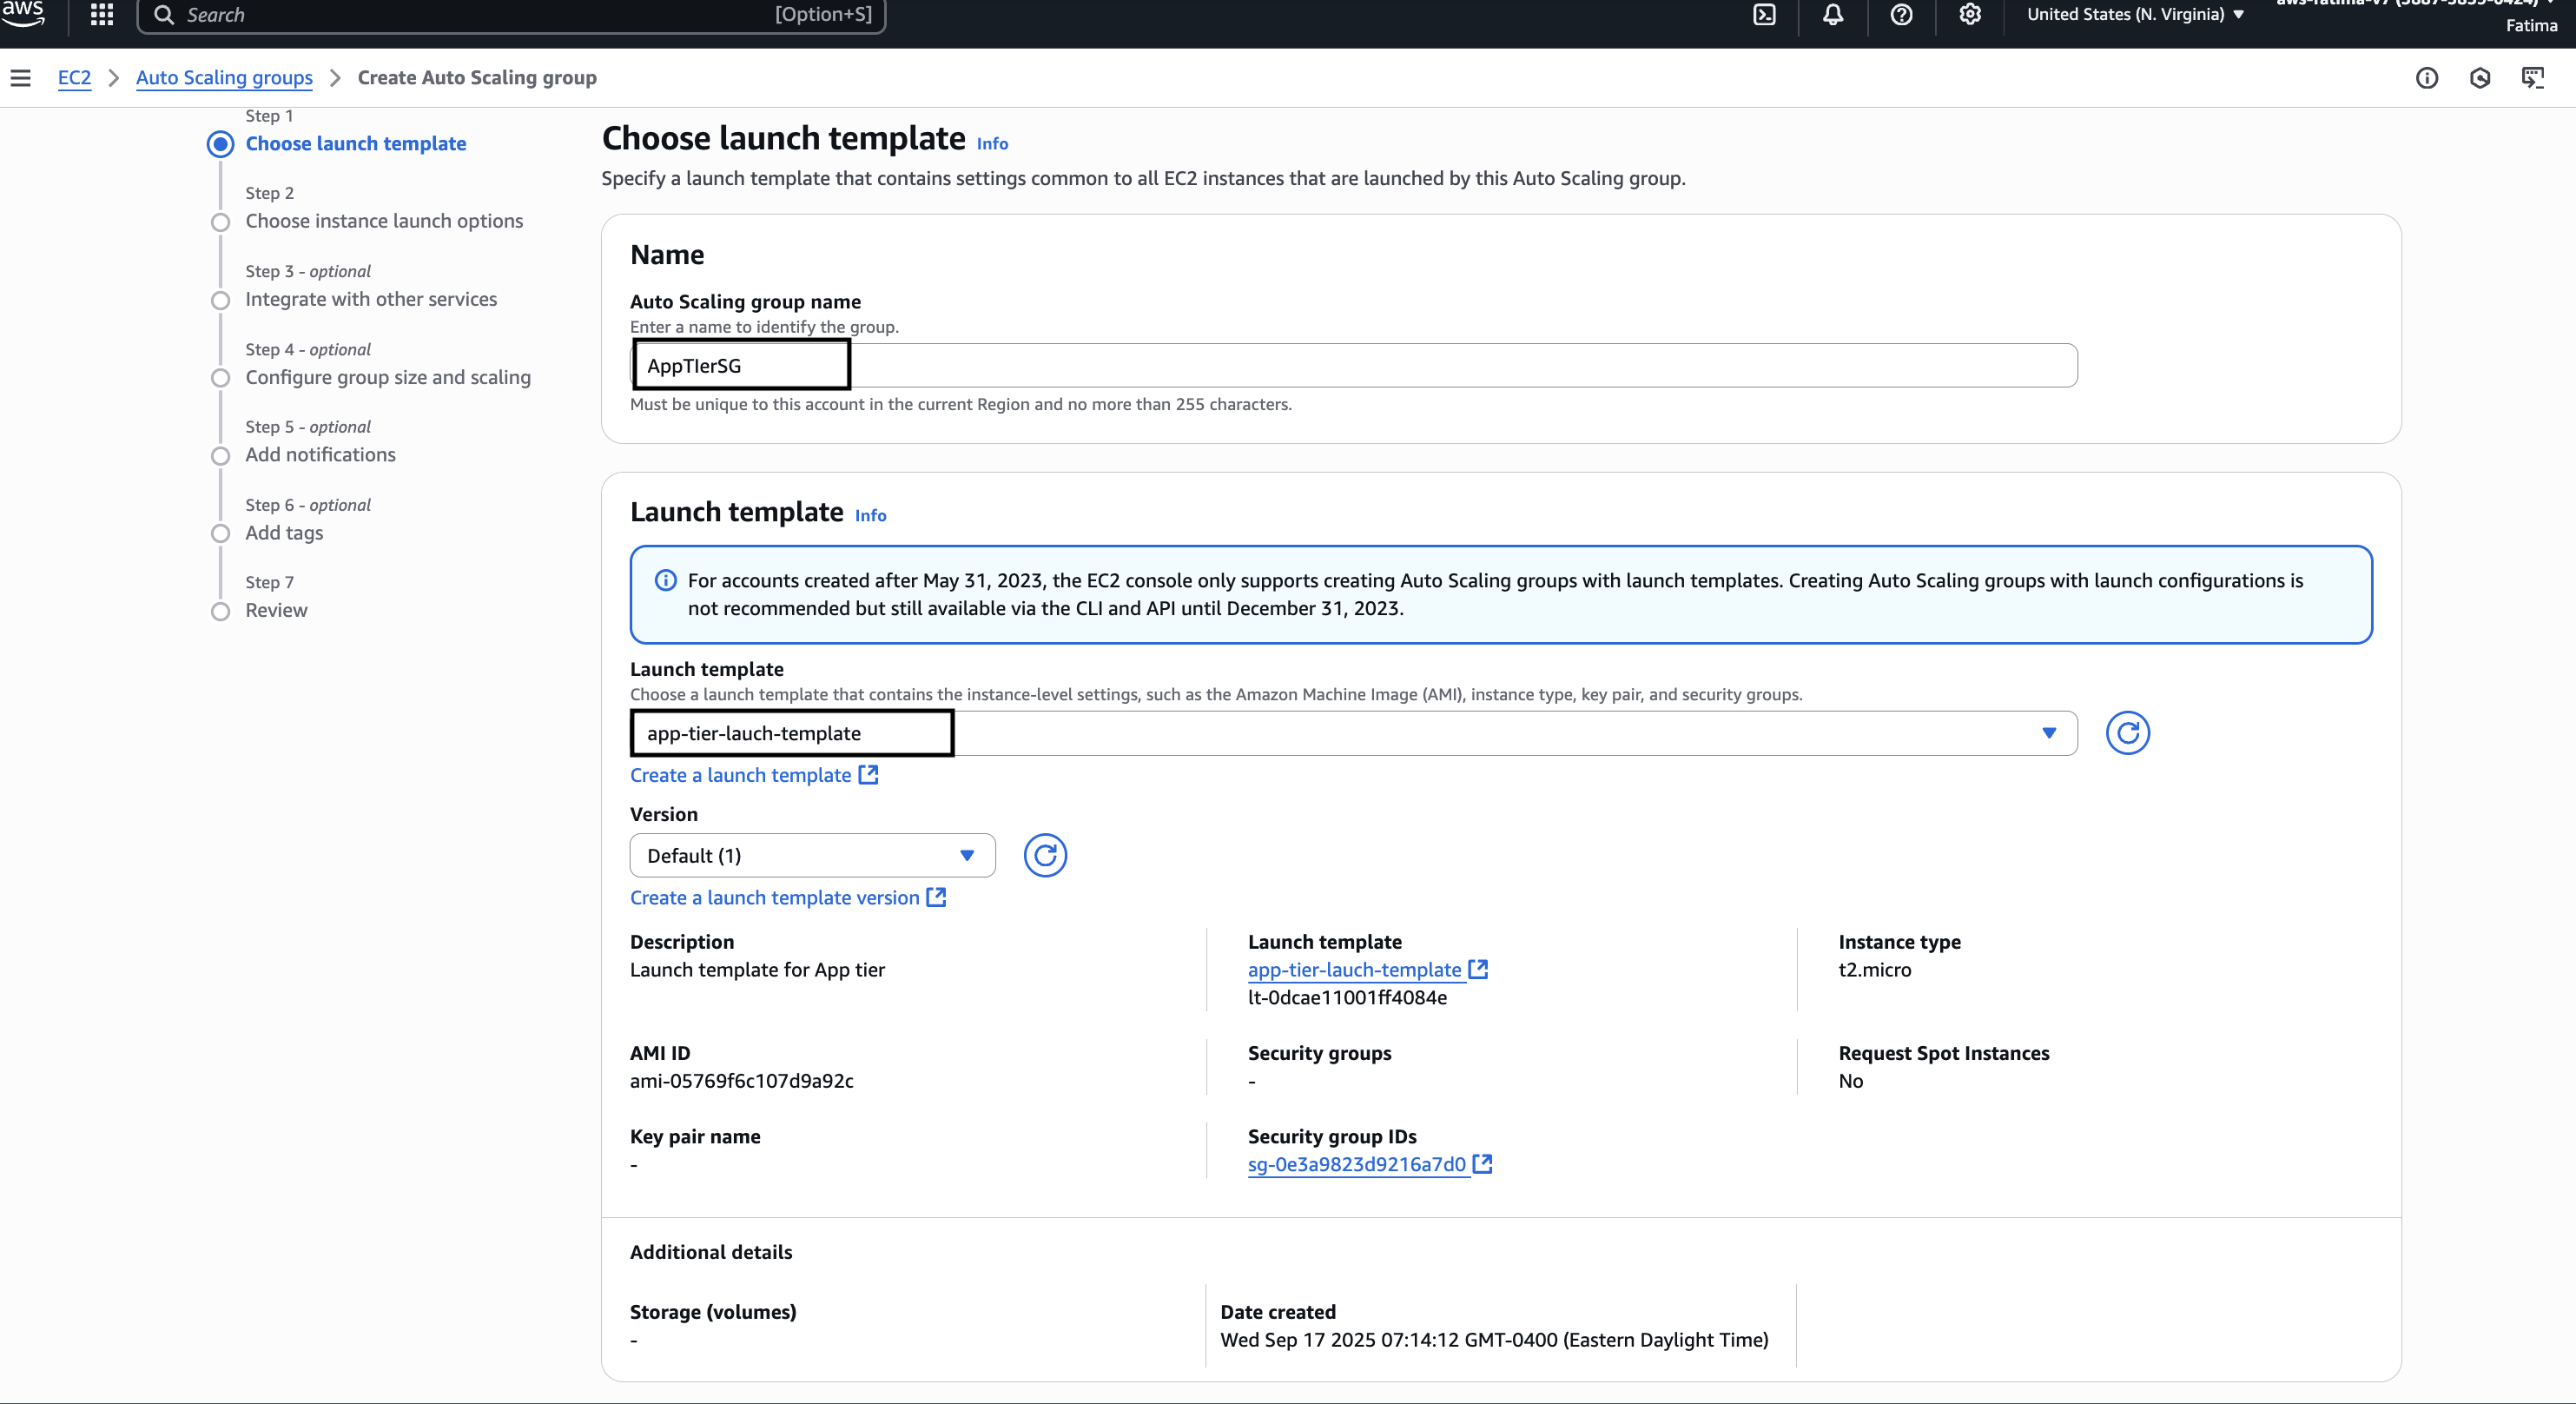 aws
Search
[Option+S]
United States (N. Virginia)
Fatima
EC2
Auto Scaling groups
Create Auto Scaling group
Step 1
Choose launch template
Step 2
Choose instance launch options
Step 3 - optional
Integrate with other services
Step 4 - optional
Configure group size and scaling
Step 5 - optional
Add notifications
Step 6 - optional
Add tags
Step 7
Review
Choose launch template Info
Specify a launch template that contains settings common to all EC2 instances that are launched by this Auto Scaling group.
Name
Auto Scaling group name
Enter a name to identify the group.
AppTIerSG
Must be unique to this account in the current Region and no more than 255 characters.
Launch template Info
For accounts created after May 31, 2023, the EC2 console only supports creating Auto Scaling groups with launch templates. Creating Auto Scaling groups with launch configurations is
not recommended but still available via the CLI and API until December 31, 2023.
Launch template
Choose a launch template that contains the instance-level settings, such as the Amazon Machine Image (AMI), instance type, key pair, and security groups.
app-tier-lauch-template
Create a launch template
Version
Default (1)
Create a launch template version
Description
Launch template for App tier
Launch template
app-tier-lauch-template
lt-0dcae11001ff4084e
Instance type
t2.micro
AMI ID
ami-05769f6c107d9a92c
Security groups
-
Request Spot Instances
No
Key pair name
-
Security group IDs
sg-0e3a9823d9216a7d0
Additional details
Storage (volumes)
-
Date created
Wed Sep 17 2025 07:14:12 GMT-0400 (Eastern Daylight Time)